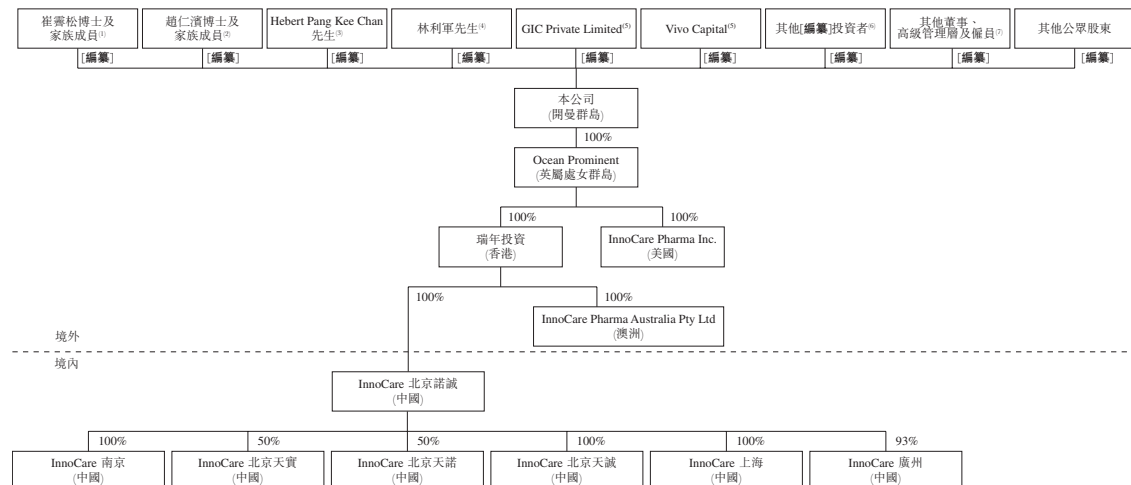 崔霽松博士及
家族成員(1)
趙仁濱博士及
家族成員(2)
Hebert Pang Kee Chan
先生(3)
林利軍先生(4)
GIC Private Limited(5)
Vivo Capital(5)
其他[編纂]投資者(6)
其他董事、
高級管理層及僱員(7)
其他公眾股東
[編纂]
[編纂]
[編纂]
[編纂]
[編纂]
[編纂]
[編纂]
[編纂]
[編纂]
本公司
(開曼群島)
100%
Ocean Prominent
(英屬處女群島)
100%
100%
瑞年投資
(香港)
InnoCare Pharma Inc.
(美國)
100%
100%
InnoCare Pharma Australia Pty Ltd
(澳洲)
境外
境內
InnoCare 北京諾誠
(中國)
100%
50%
50%
100%
100%
93%
InnoCare 南京
(中國)
InnoCare 北京天實
(中國)
InnoCare 北京天諾
(中國)
InnoCare 北京天誠
(中國)
InnoCare 上海
(中國)
InnoCare 廣州
(中國)